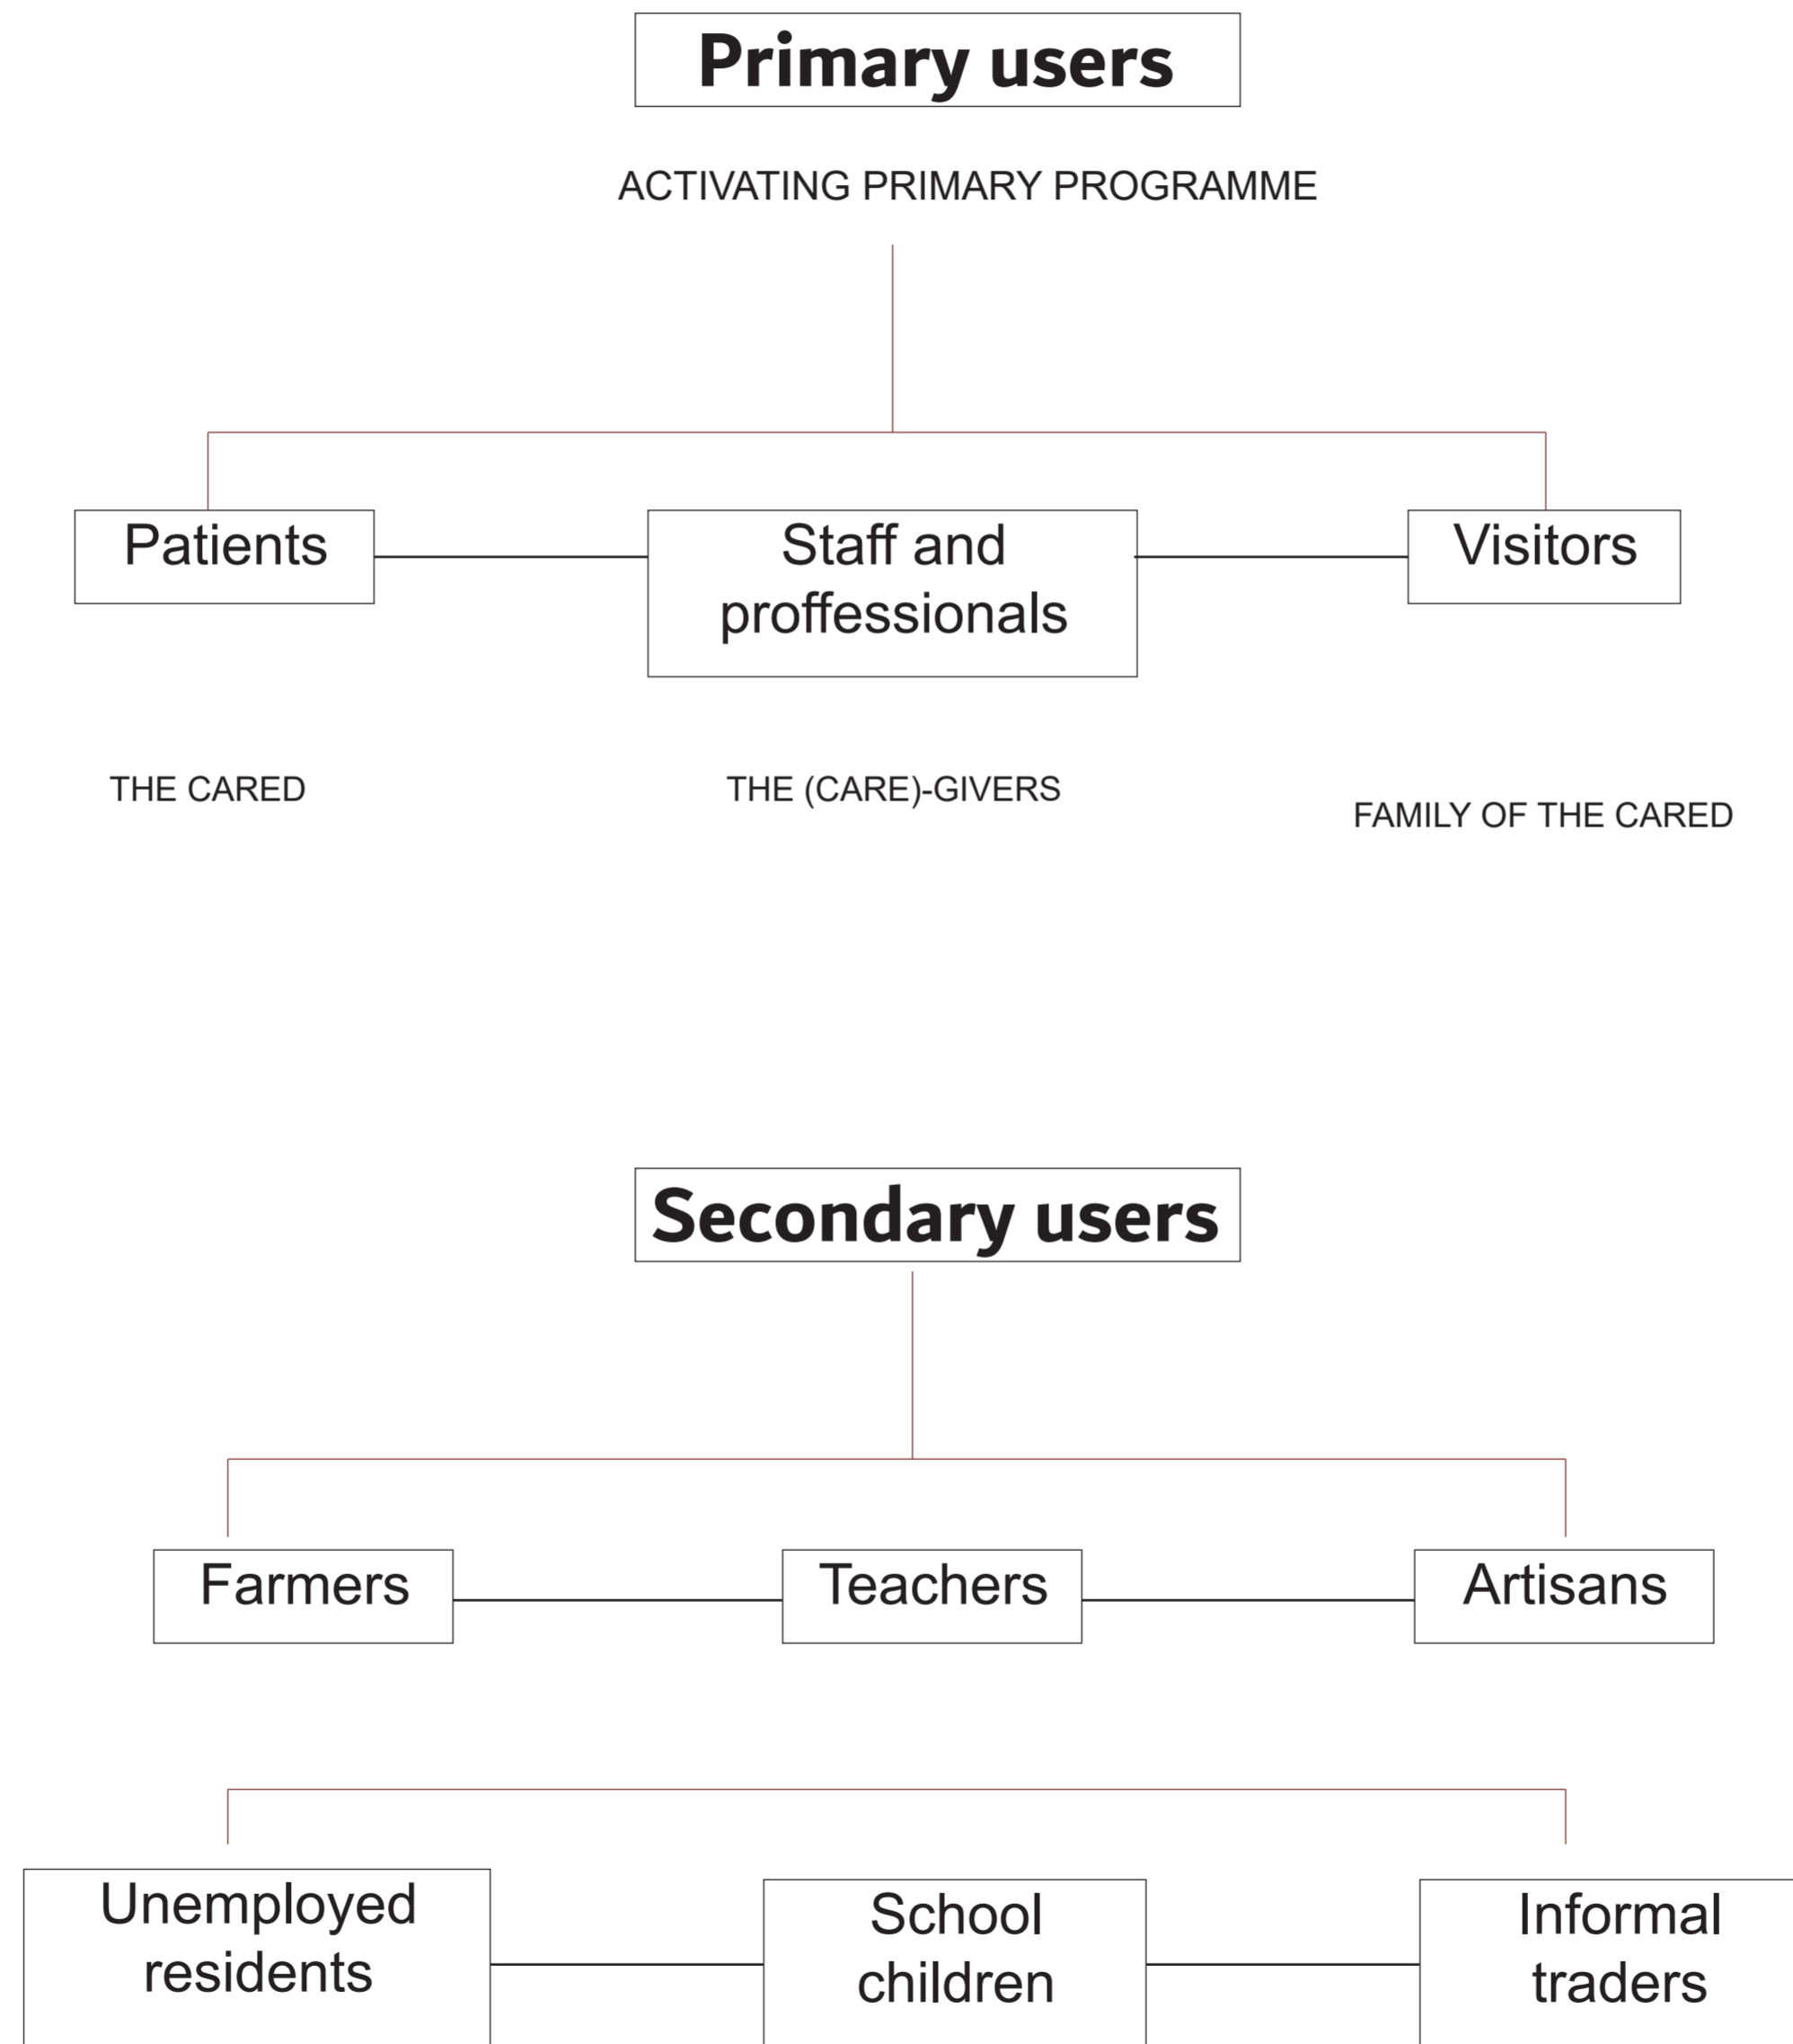 Primary users
ACTIVATING PRIMARY PROGRAMME
Patients
Staff and
proffessionals
Visitors
THE CARED
THE (CARE)-GIVERS
FAMILY OF THE CARED
Secondary users
Farmers
Teachers
Artisans
Unemployed
residents
School
children
Informal
traders